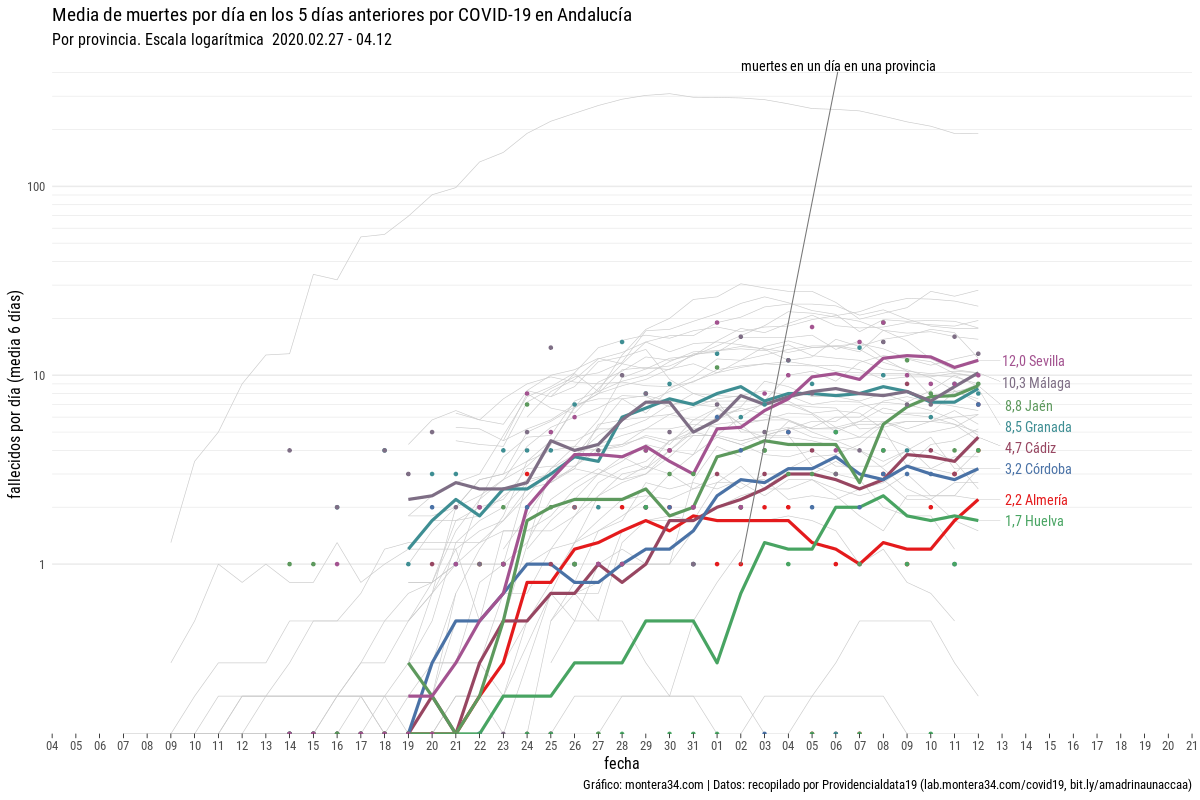 Media de muertes por día en los 5 días anteriores por COVID-19 en Andalucía
Por provincia. Escala logarítmica 2020.02.27 - 04.12
muertes en un día en una provincia
100
10
1
fallecidos por día (media 6 días)
12,0 Sevilla
10,3 Málaga
8,8 Jaén
8,5 Granada
4,7 Cádiz
3,2 Córdoba
2,2 Almería
1,7 Huelva
04 05 06 07 08 09 10 11 12 13 14 15 16 17 18 19 20 21 22 23 24 25 26 27 28 29 30 31 01 02 03 04 05 06 07 08 09 10 11 12 13 14 15 16 17 18 19 20 21
fecha
Gráfico: montera34.com | Datos: recopilado por Providencialdata19 (lab.montera34.com/covid19, bit.ly/amadrinaunaccaa)